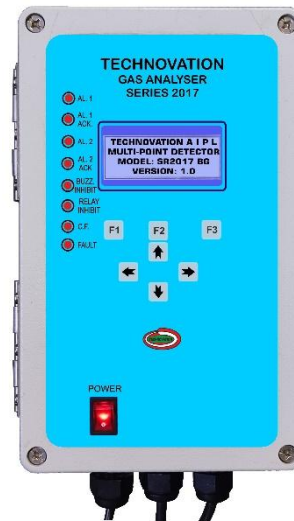 TECHNOVATION
GAS ANALYSER
SERIES 2017
AL. 1
AL. 1
ACK.
AL. 2
AL. 2
ACK
BUZZ.
INHIBIT
RELAY
INHIBIT
C.F.
FAULT
TECHNOVATION A I P L
MULTI-POINT DETECTOR
MODEL: SR2017 BG
VERSION: 1.0
F1
F2
F3
POWER